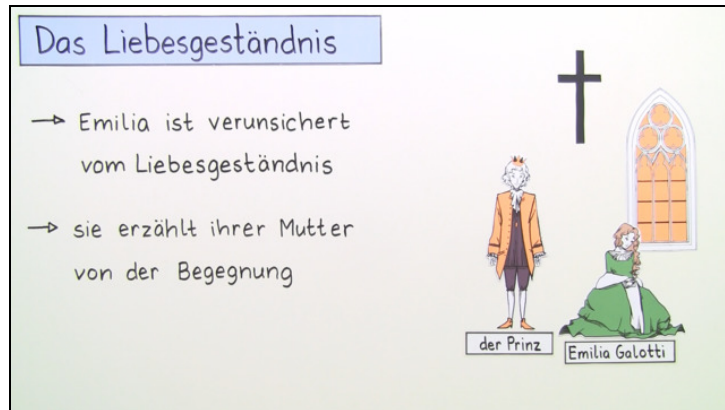 Das Liebesgeständnis
→ Emilia ist verunsichert
vom Liebesgeständnis
→ sie erzählt ihrer Mutter
von der Begegnung
der Prinz
Emilia Galotti